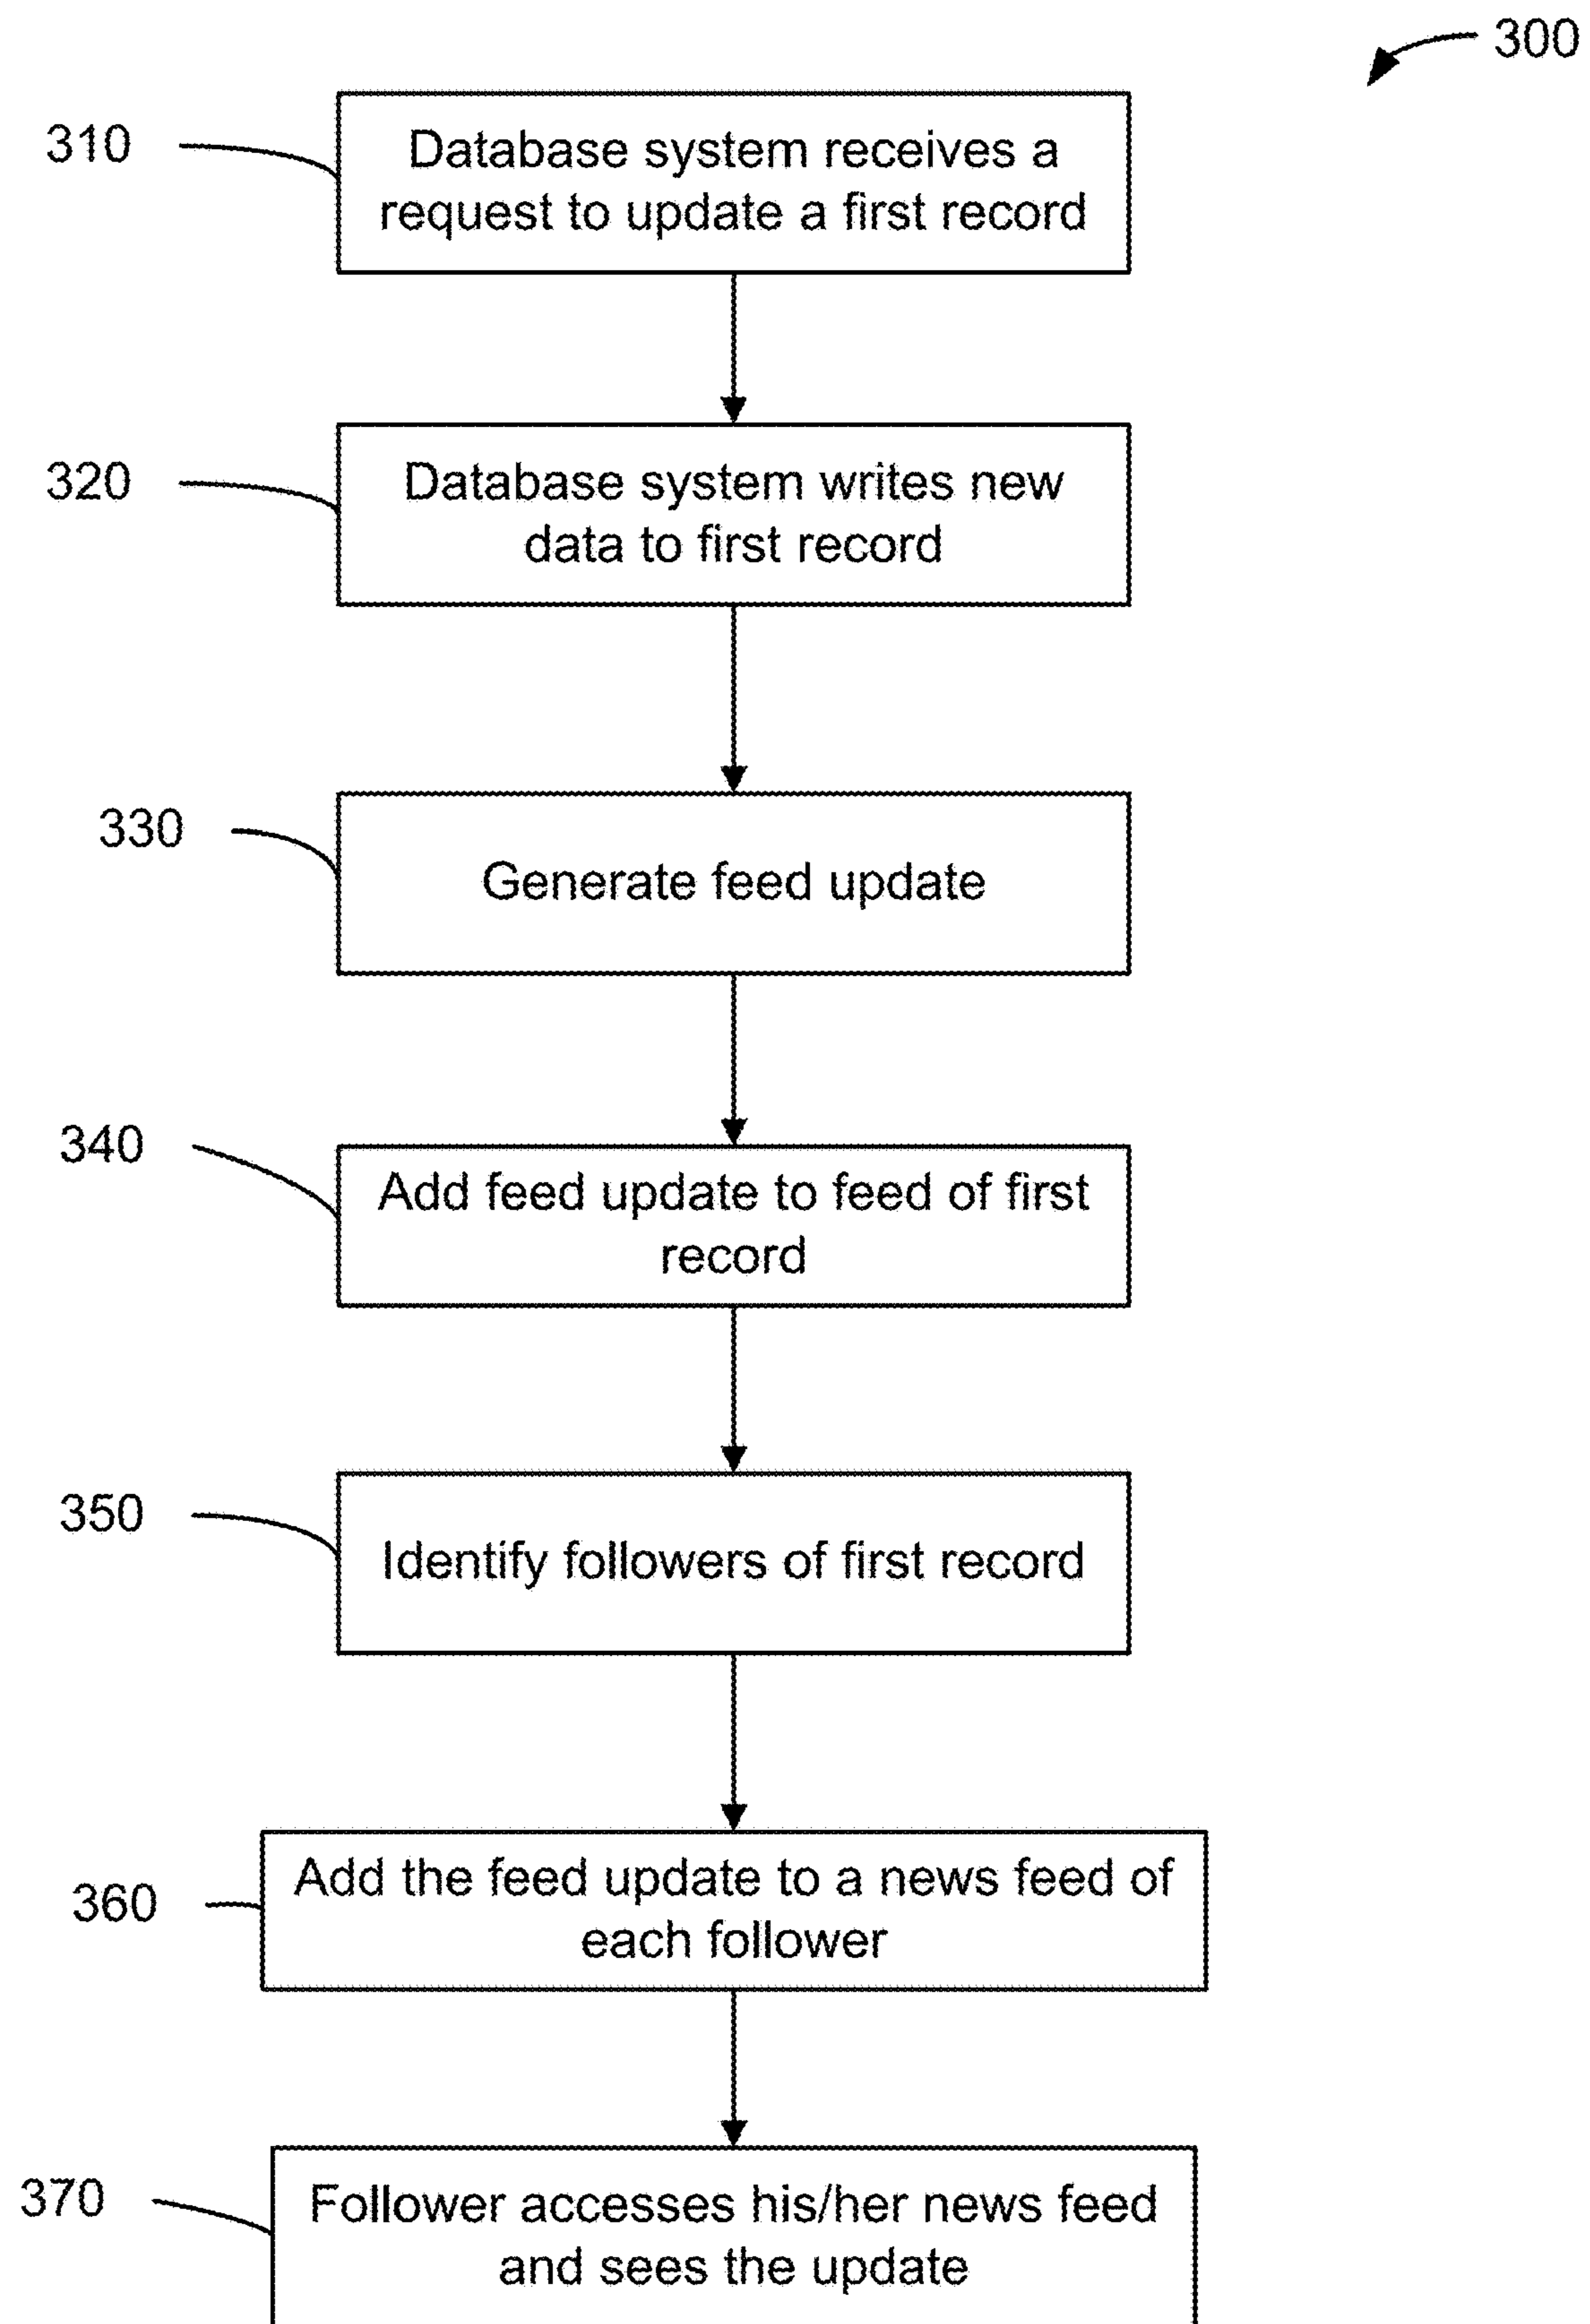 300
310
Database system receives a
request to update a first record
320
Database system writes new
data to first record
330
Generate feed update
340
Add feed update to feed of first
record
350
Identify followers of first record
360
Add the feed update to a news feed of
each follower
370
Follower accesses his/her news feed
and sees the update